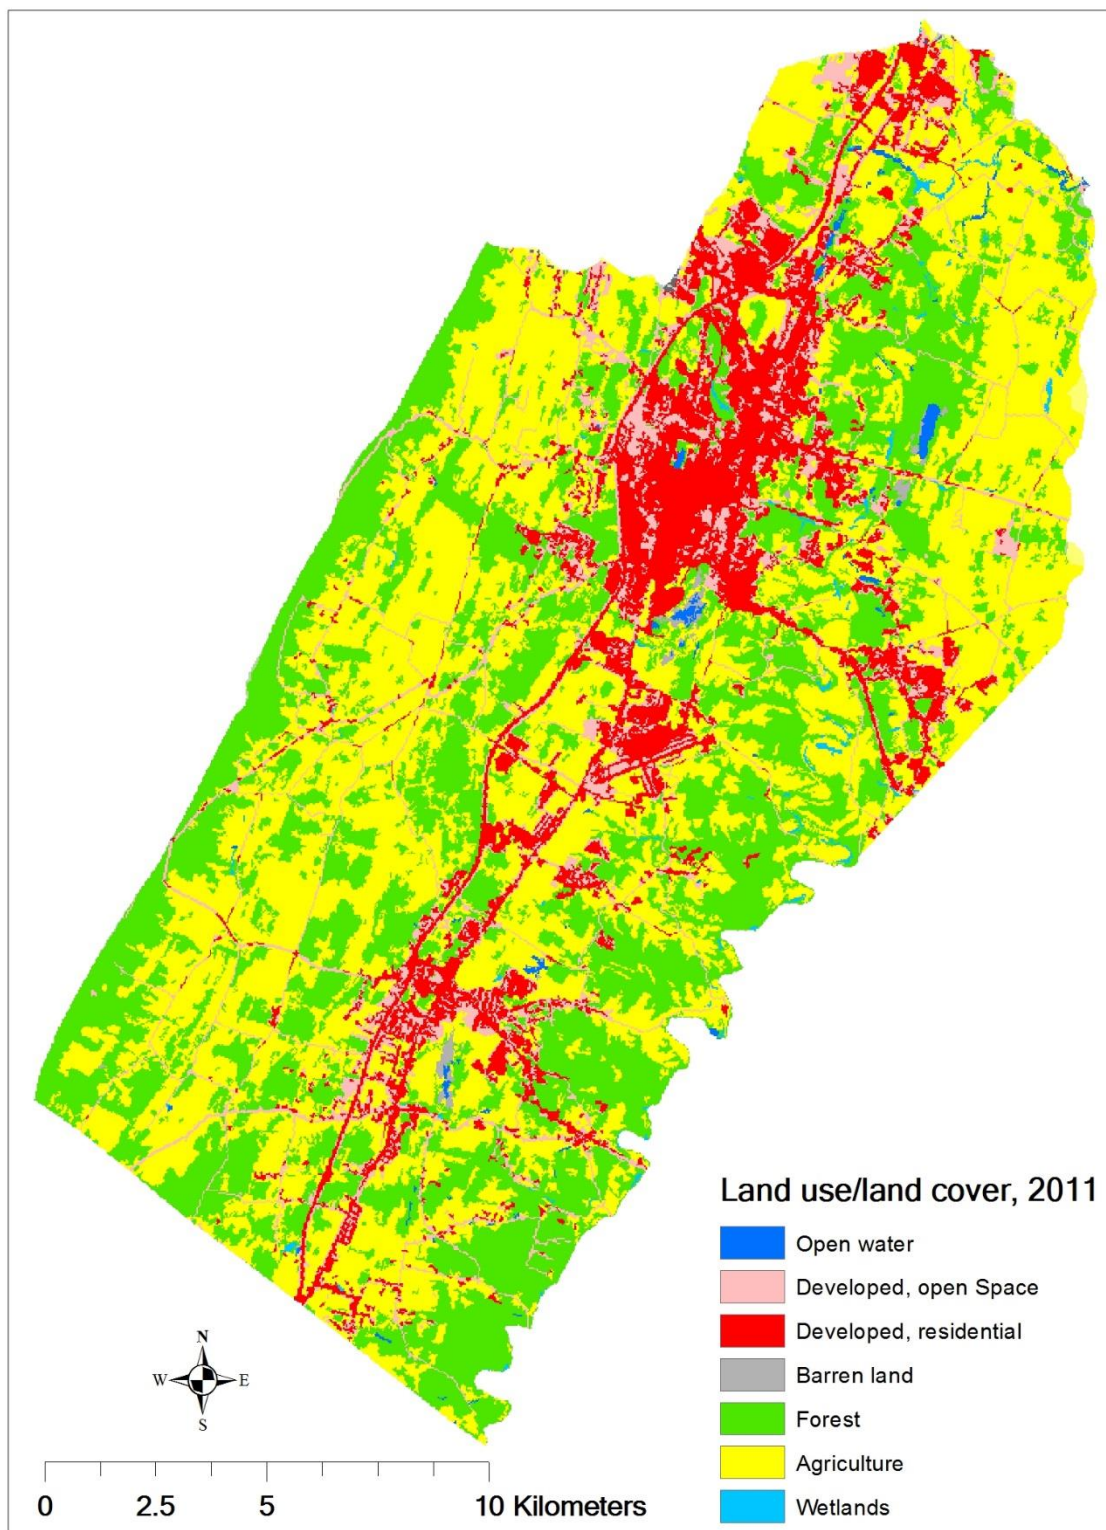 Land use/land cover, 2011
Open water
Developed, open Space
Developed, residential
Barren land
Forest
Agriculture
Wetlands
N
W E
S
0 2.5 5 10 Kilometers